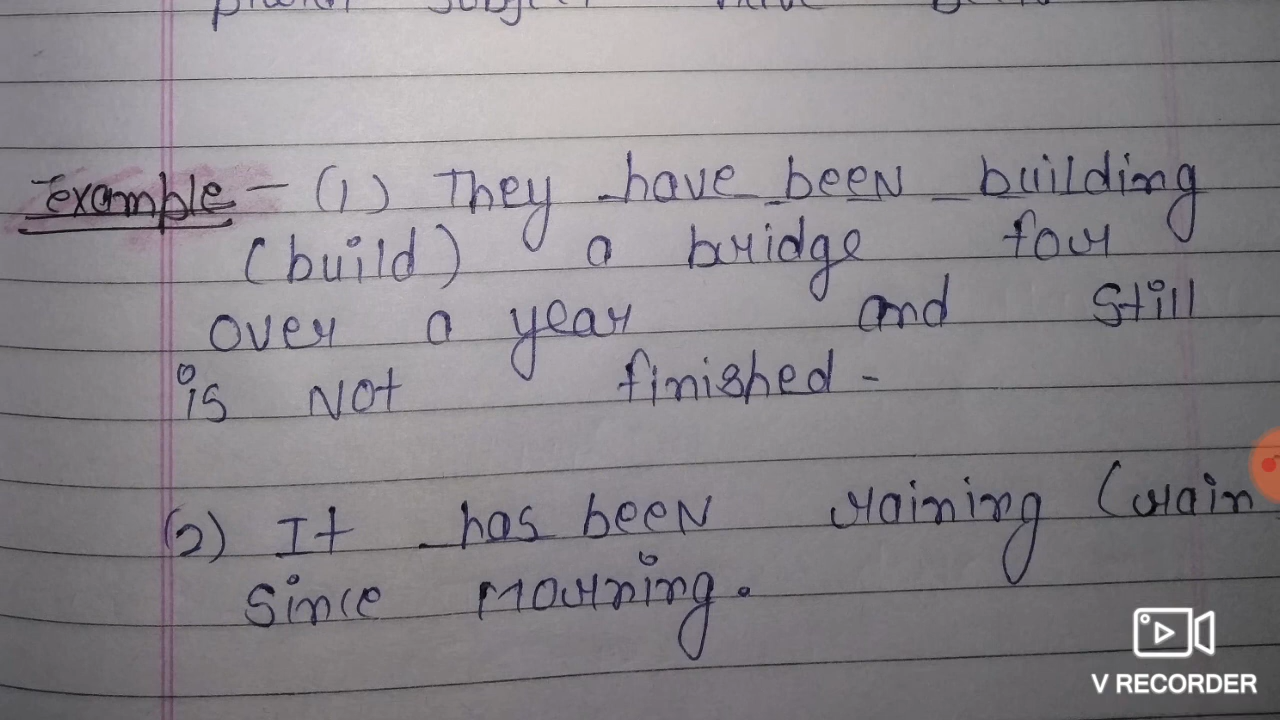 Example - (1) They have been building
(build) a bridge for
over a year and still
is Not finished -
(2) It has been raining (rain
Since Morning.
V RECORDER